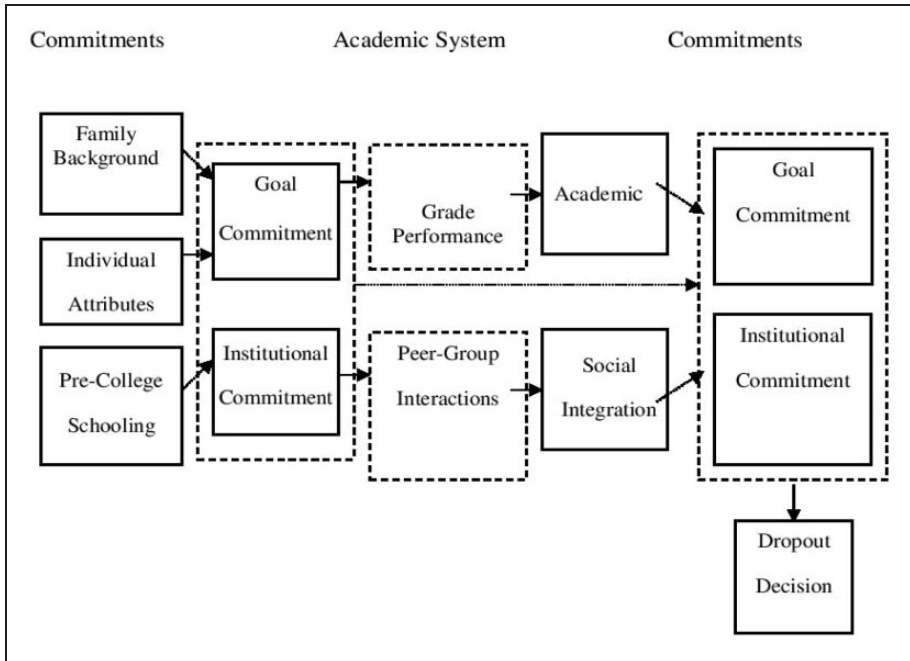 Commitments
Academic System
Commitments
Family
Background
Individual
Attributes
Pre-College
Schooling
Goal
Commitment
Institutional
Commitment
Grade
Performance
Peer-Group
Interactions
Academic
Social
Integration
Goal
Commitment
Institutional
Commitment
Dropout
Decision